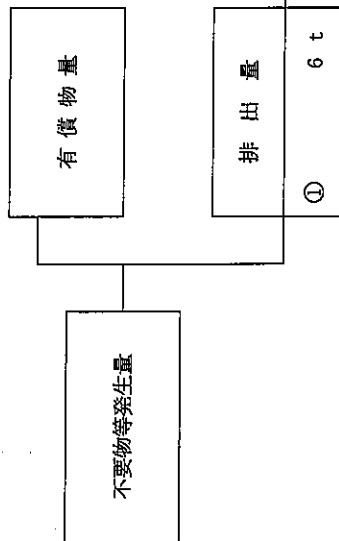 有償物量
排出量
① 6 t
不要物等発生量